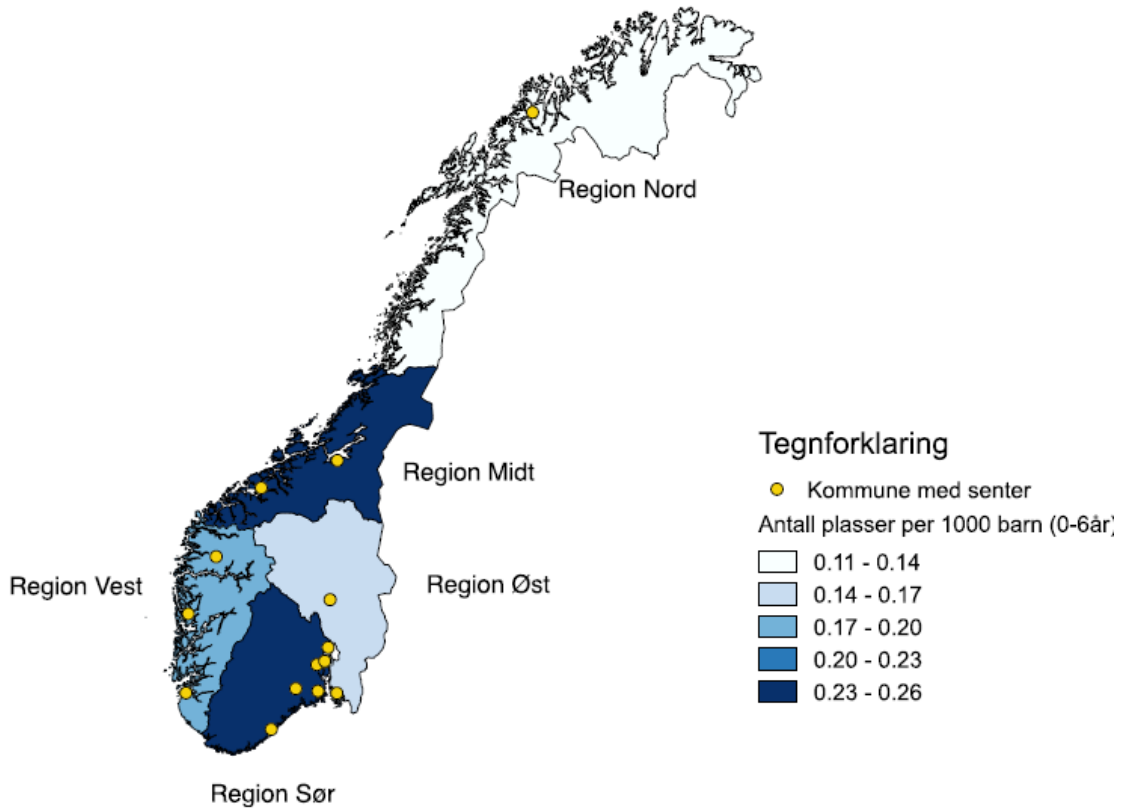 Region Nord
Region Midt
Region Vest
Region Øst
Region Sør
Tegnforklaring
Kommune med senter
Antall plasser per 1000 barn (0-6år)
0.11 - 0.14
0.14 - 0.17
0.17 - 0.20
0.20 - 0.23
0.23 - 0.26